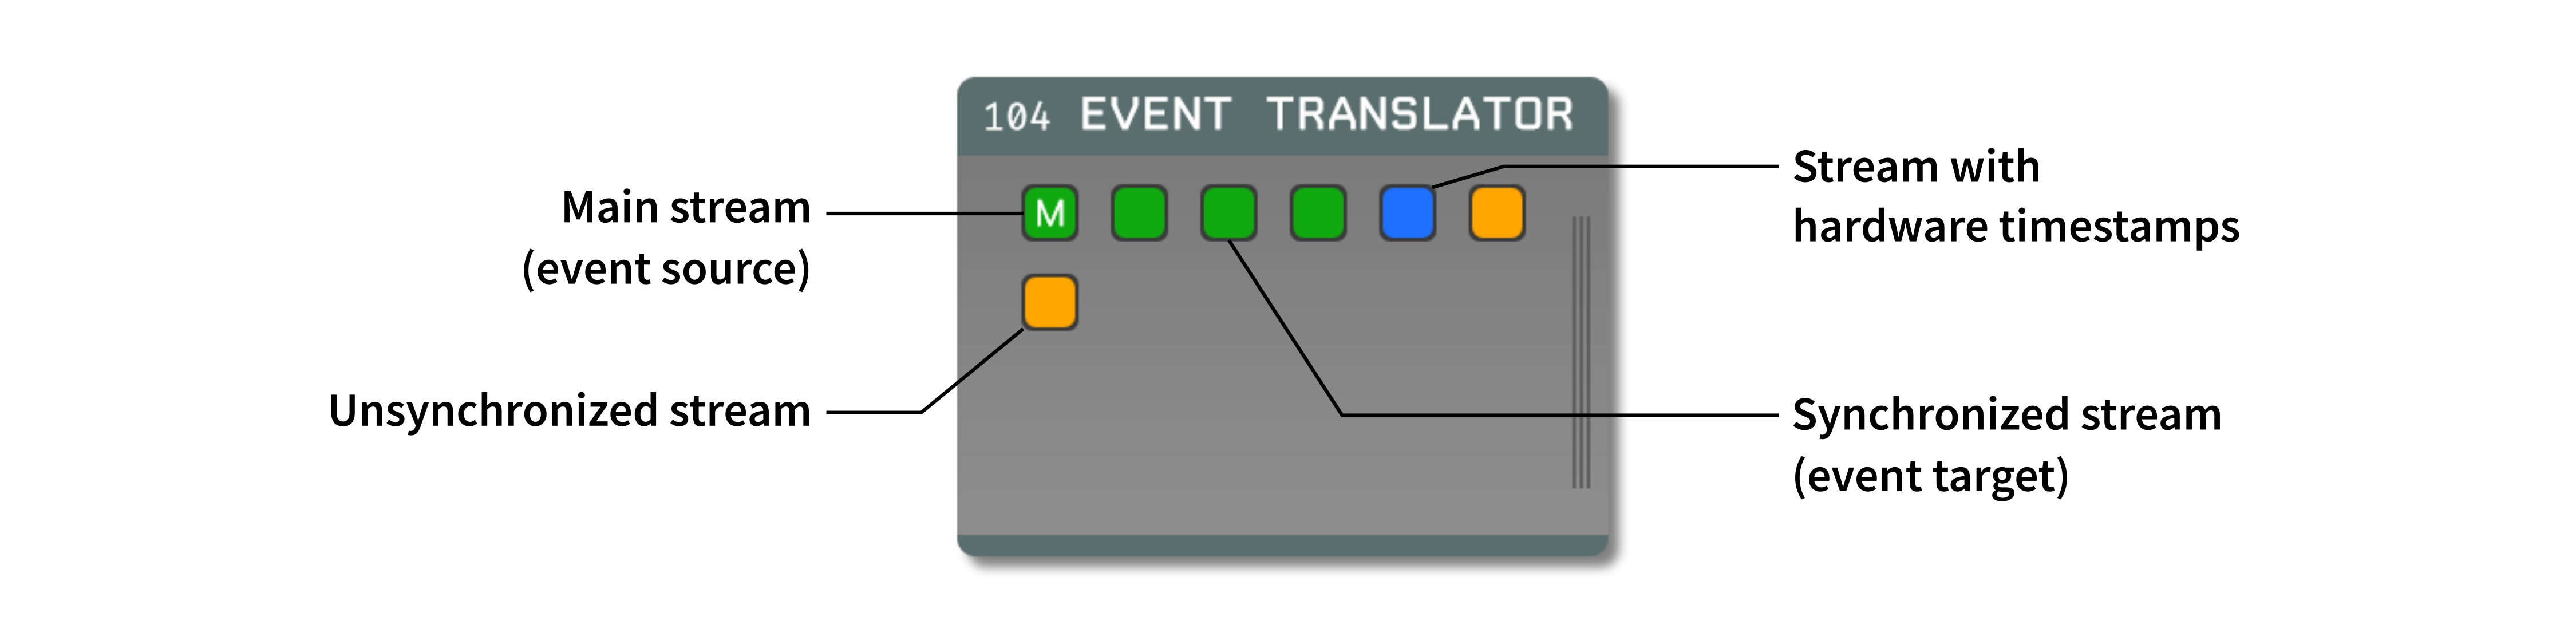 104 EVENT TRANSLATOR
Main stream
(event source)
M
Stream with
hardware timestamps
Unsynchronized stream
Synchronized stream
(event target)